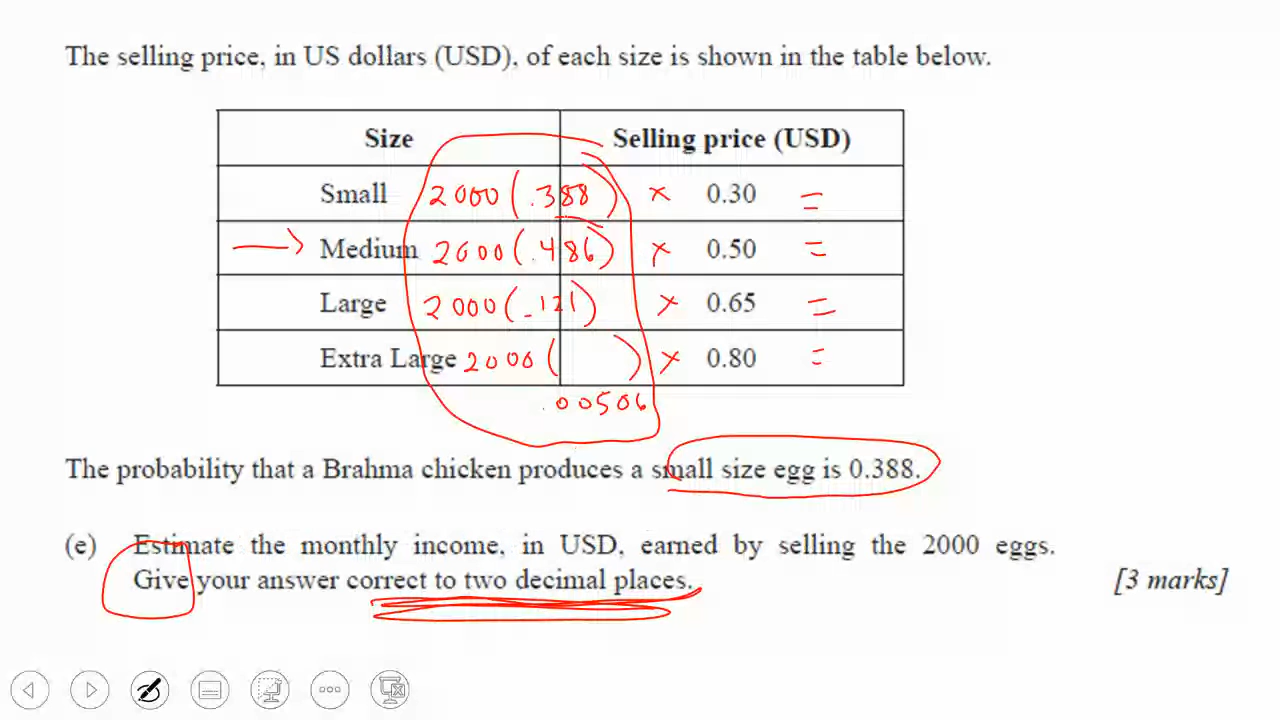 The selling price, in US dollars (USD), of each size is shown in the table below.
Size Selling price (USD)
Small 2000(.388) × 0.30 =
Medium 2000(.486) × 0.50 =
Large 2000(.121) × 0.65 =
Extra Large 2000( ) × 0.80 =
.00506
The probability that a Brahma chicken produces a small size egg is 0.388.
(e) Estimate the monthly income, in USD, earned by selling the 2000 eggs.
Give your answer correct to two decimal places. [3 marks]